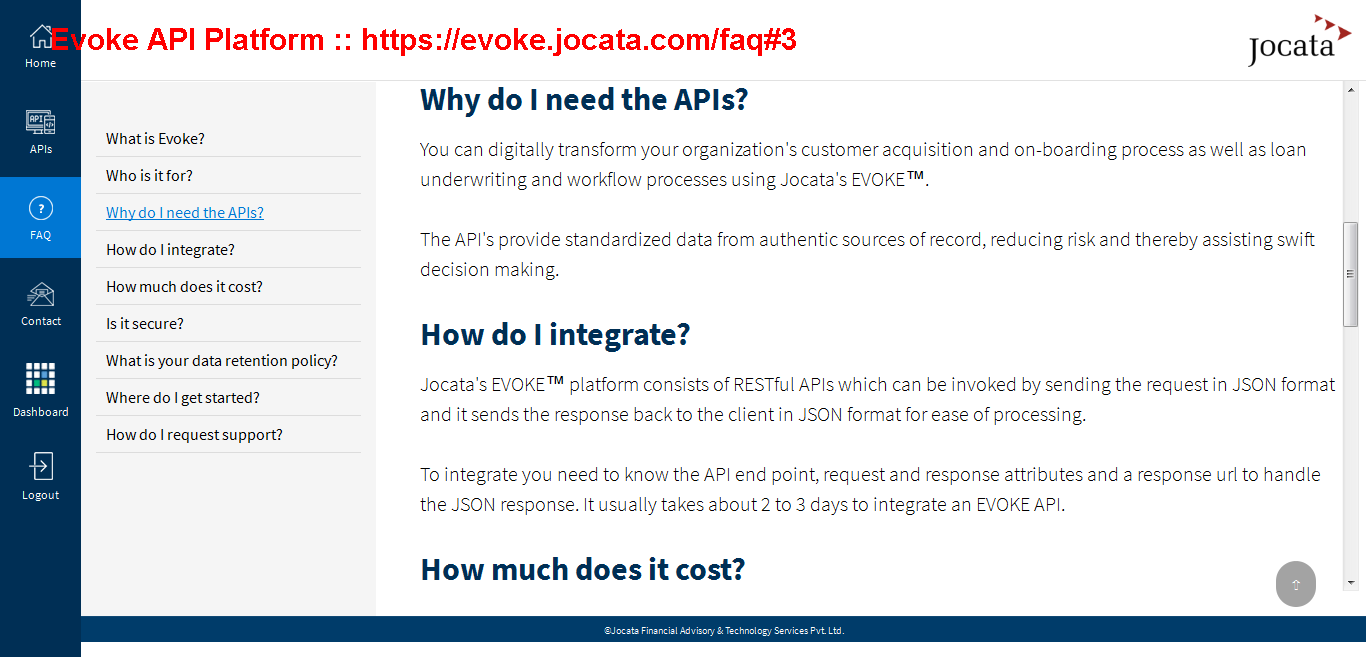 Evoke API Platform :: https://evoke.jocata.com/faq#3
Jocata
Home
API
APIs
?
FAQ
Contact
Dashboard
Logout
What is Evoke?
Who is it for?
Why do I need the APIs?
How do I integrate?
How much does it cost?
Is it secure?
What is your data retention policy?
Where do I get started?
How do I request support?
Why do I need the APIs?
You can digitally transform your organization's customer acquisition and on-boarding process as well as loan
underwriting and workflow processes using Jocata's EVOKE™.
The API's provide standardized data from authentic sources of record, reducing risk and thereby assisting swift
decision making.
How do I integrate?
Jocata's EVOKE™ platform consists of RESTful APIs which can be invoked by sending the request in JSON format
and it sends the response back to the client in JSON format for ease of processing.
To integrate you need to know the API end point, request and response attributes and a response url to handle
the JSON response. It usually takes about 2 to 3 days to integrate an EVOKE API.
How much does it cost?
©Jocata Financial Advisory & Technology Services Pvt. Ltd.